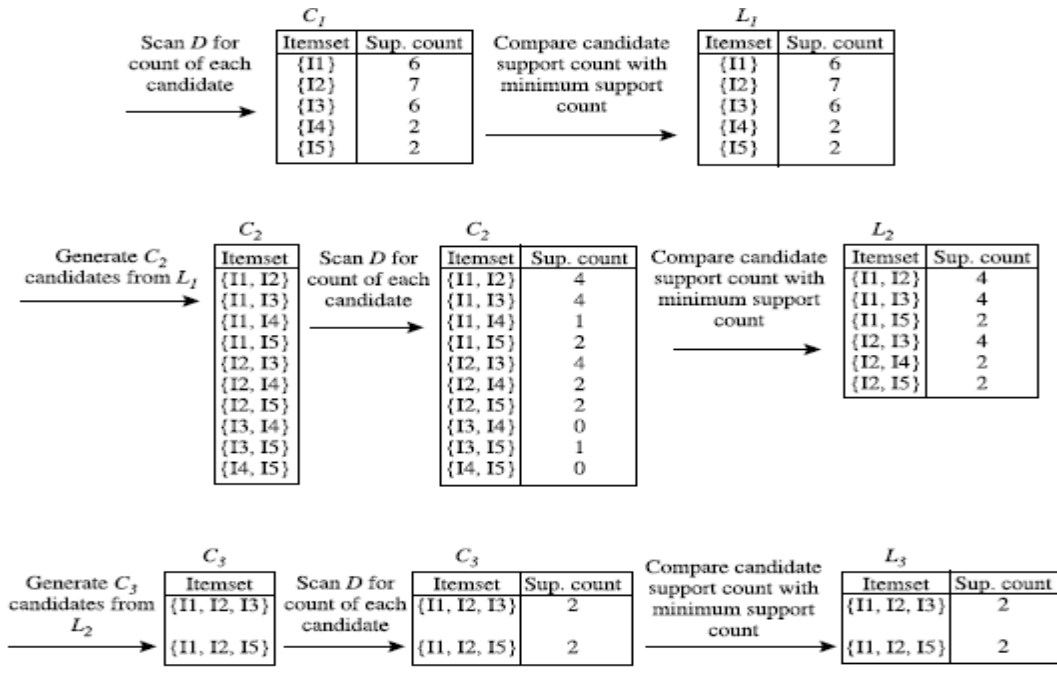 C1
L1
Scan D for
count of each
candidate
Itemset Sup. count
{I1} 6
{I2} 7
{I3} 6
{I4} 2
{I5} 2
Compare candidate
support count with
minimum support
count
Itemset Sup. count
{I1} 6
{I2} 7
{I3} 6
{I4} 2
{I5} 2
C2
C2
L2
Generate C2
candidates from L1
Itemset
{I1, I2}
{I1, I3}
{I1, I4}
{I1, I5}
{I2, I3}
{I2, I4}
{I2, I5}
{I3, I4}
{I3, I5}
{I4, I5}
Scan D for
count of each
candidate
Itemset Sup. count
{I1, I2} 4
{I1, I3} 4
{I1, I4} 1
{I1, I5} 2
{I2, I3} 4
{I2, I4} 2
{I2, I5} 2
{I3, I4} 0
{I3, I5} 1
{I4, I5} 0
Compare candidate
support count with
minimum support
count
Itemset Sup. count
{I1, I2} 4
{I1, I3} 4
{I1, I5} 2
{I2, I3} 4
{I2, I4} 2
{I2, I5} 2
C3
C3
L3
Generate C3
candidates from
L2
Itemset
{I1, I2, I3}
{I1, I2, I5}
Scan D for
count of each
candidate
Itemset Sup. count
{I1, I2, I3} 2
{I1, I2, I5} 2
Compare candidate
support count with
minimum support
count
Itemset Sup. count
{I1, I2, I3} 2
{I1, I2, I5} 2